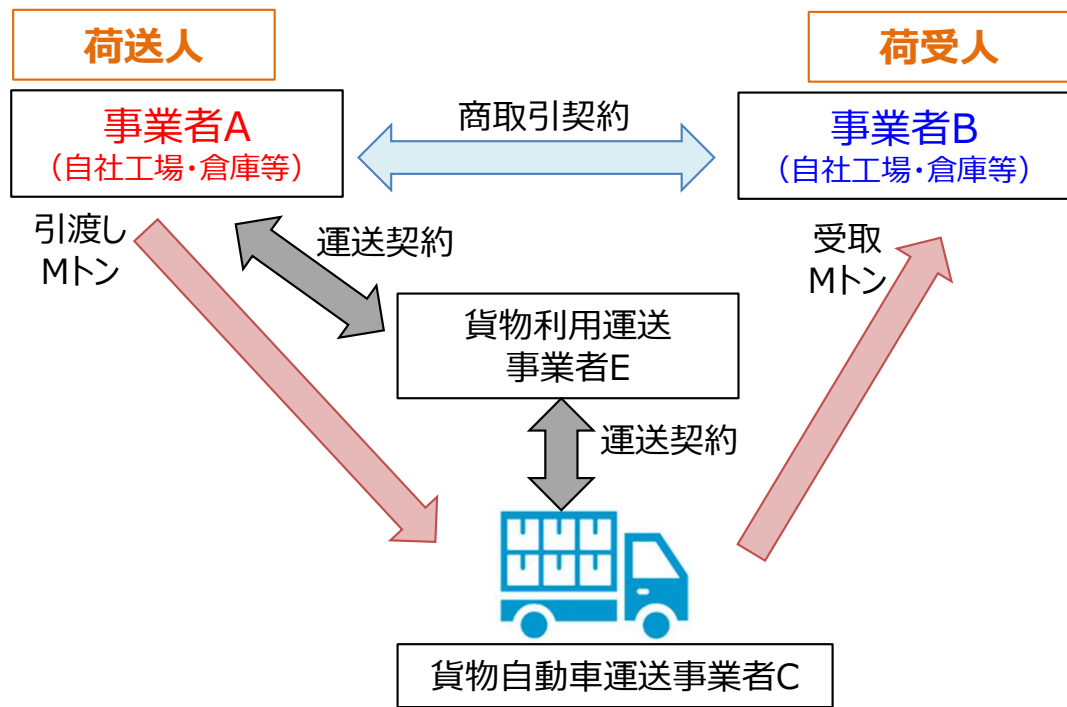 荷送人
荷受人
事業者A
（自社工場・倉庫等）
商取引契約
事業者B
（自社工場・倉庫等）
引渡し
Mトン
運送契約
受取
Mトン
貨物利用運送
事業者E
運送契約
貨物自動車運送事業者C